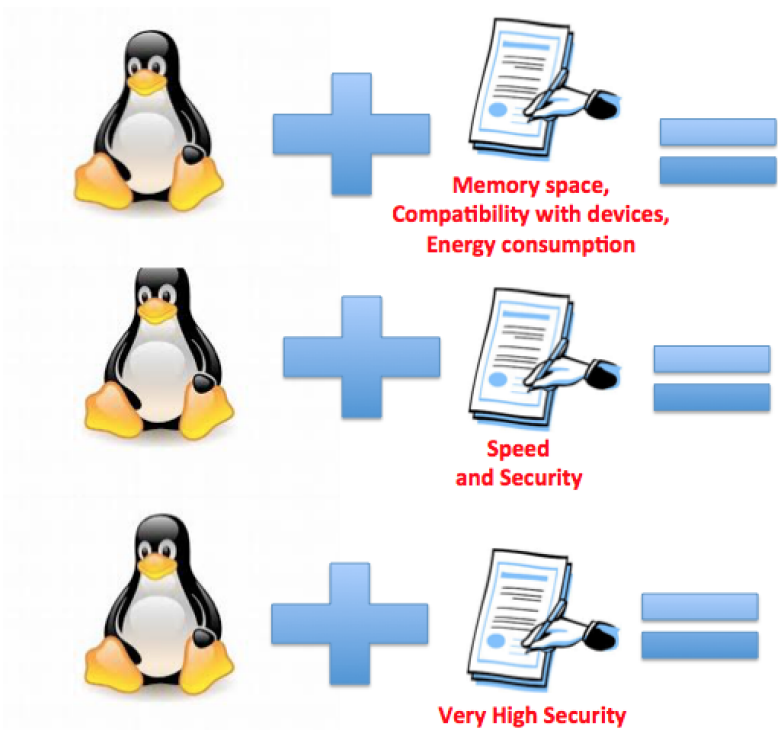 Memory space,
Compatibility with devices,
Energy consumption
Speed
and Security
Very High Security